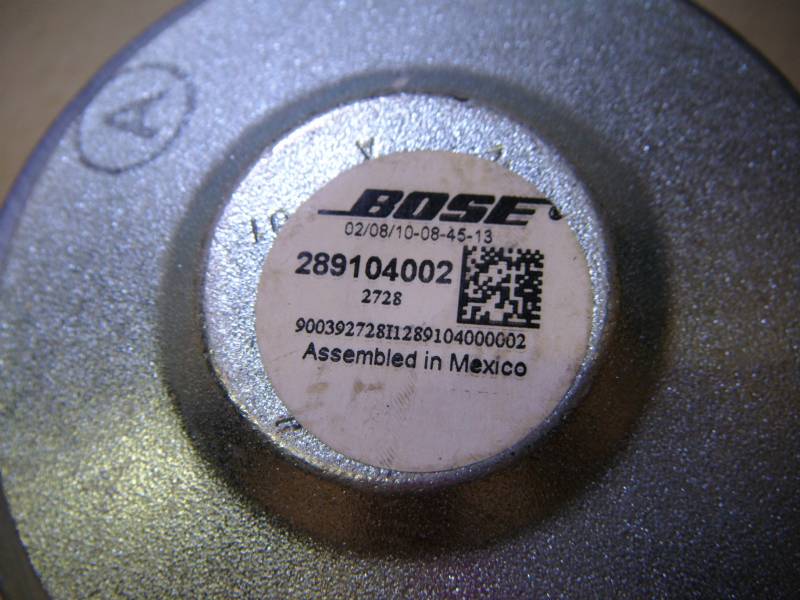 A
BOSE
02/08/10-08-45-13
289104002
2728
900392728I1289104000002
Assembled in Mexico